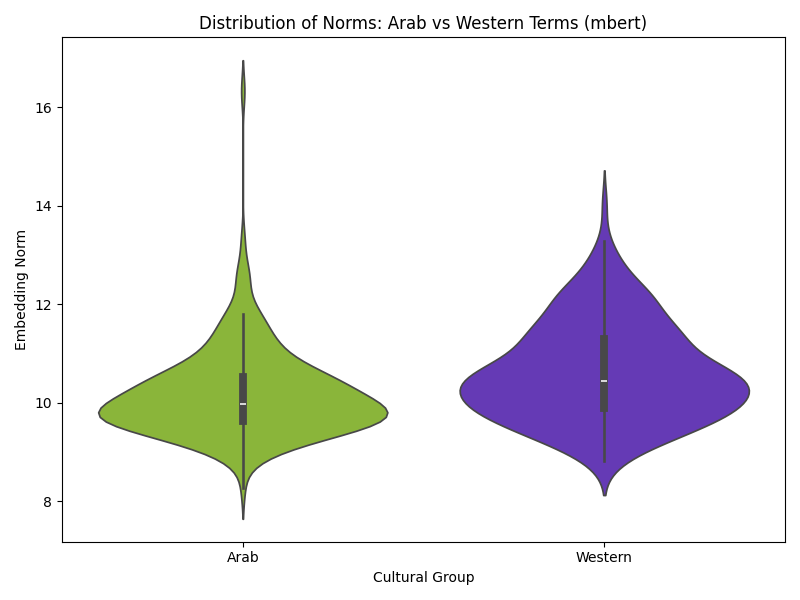 Distribution of Norms: Arab vs Western Terms (mbert)
16
14
12
10
8
Embedding Norm
Arab
Western
Cultural Group